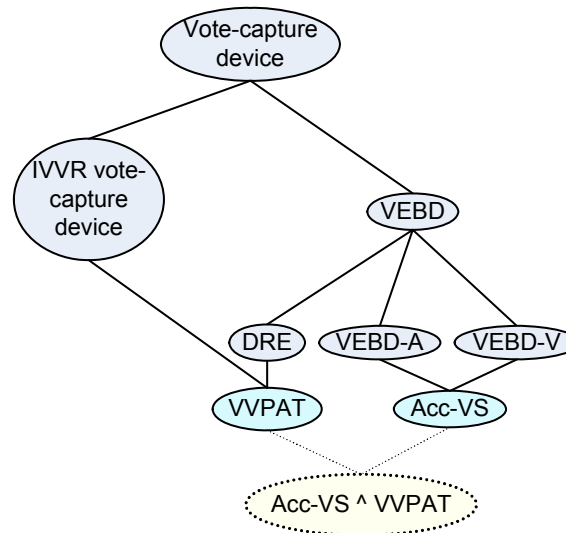 Vote-capture
device
IVVR vote-
capture
device
VEBD
DRE
VEBD-A
VEBD-V
VVPAT
Acc-VS
Acc-VS ^ VVPAT